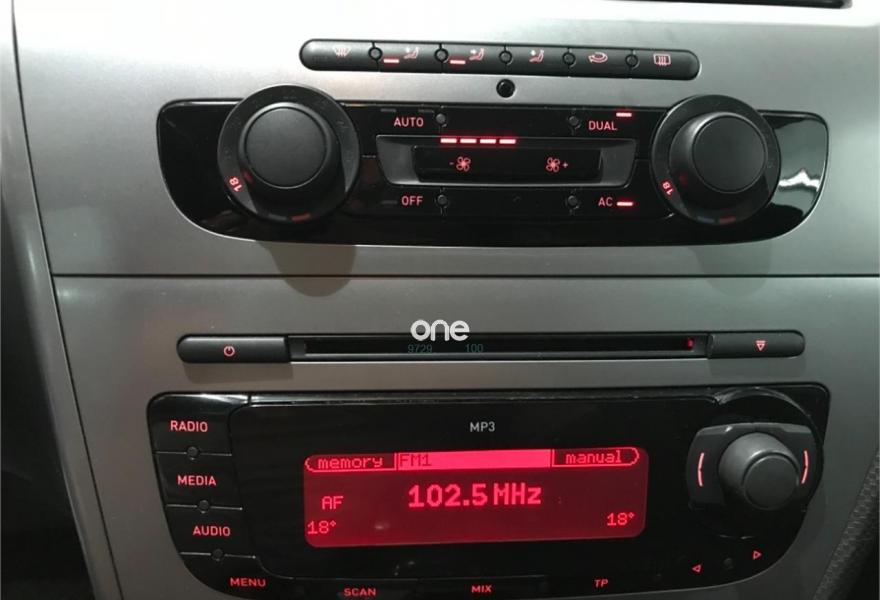 AUTO DUAL
- +
18 18
OFF AC
one
9729 100
MP3
RADIO
memory FM1 manual
MEDIA
AF 102.5 MHz
18° 18°
AUDIO
MENU SCAN MIX TP